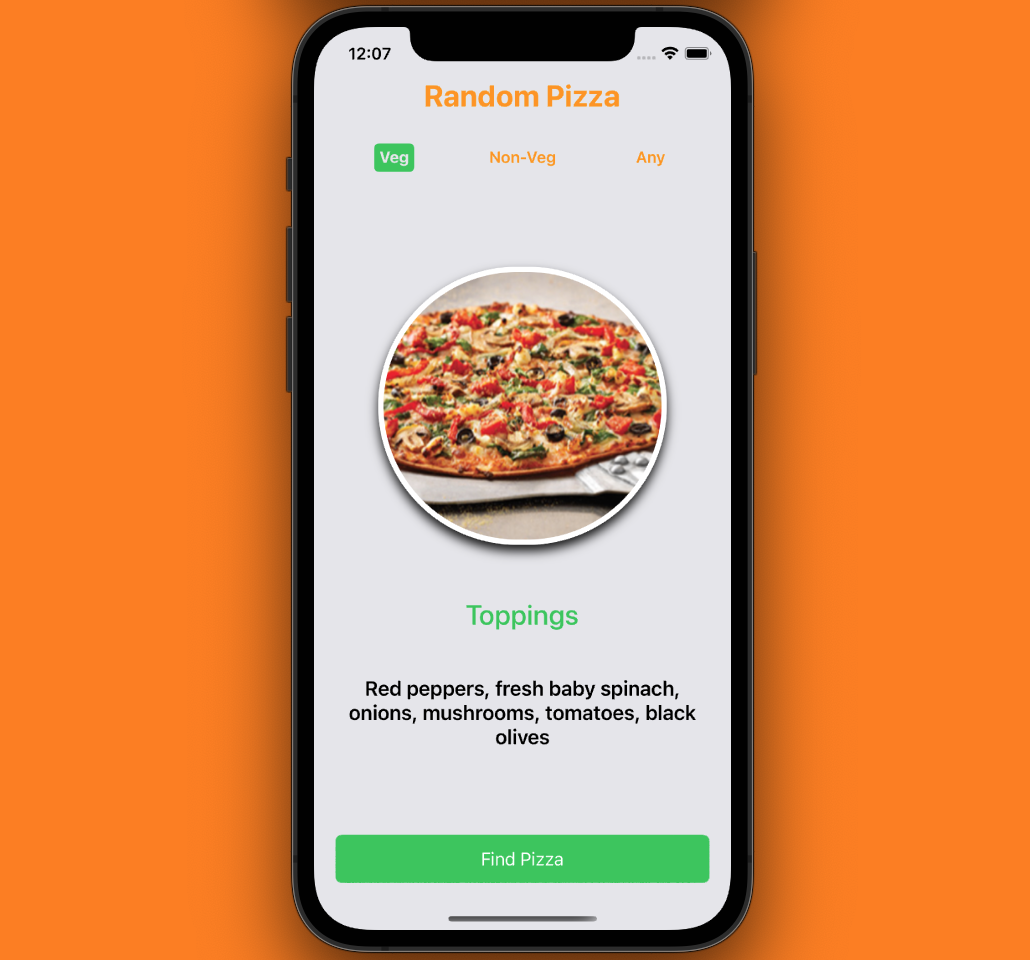 12:07
Random Pizza
Veg Non-Veg Any
Toppings
Red peppers, fresh baby spinach,
onions, mushrooms, tomatoes, black
olives
Find Pizza